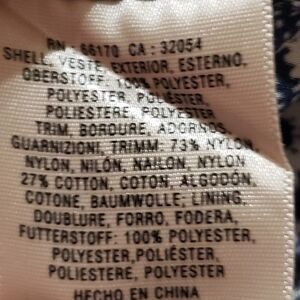 RN : 66170 CA : 32054
SHELL, VESTE, EXTERIOR, ESTERNO,
OBERSTOFF: 100% POLYESTER,
POLYESTER, POLIÉSTER,
POLIESTERE, POLYESTER
TRIM, BORDURE, ADORNOS,
GUARNIZIONI, TRIMM: 73% NYLON,
NYLON, NILÓN, NAILON, NYLON
27% COTTON, COTON, ALGODÓN,
COTONE, BAUMWOLLE; LINING,
DOUBLURE, FORRO, FODERA,
FUTTERSTOFF: 100% POLYESTER,
POLYESTER,POLIÉSTER,
POLIESTERE, POLYESTER
HECHO EN CHINA